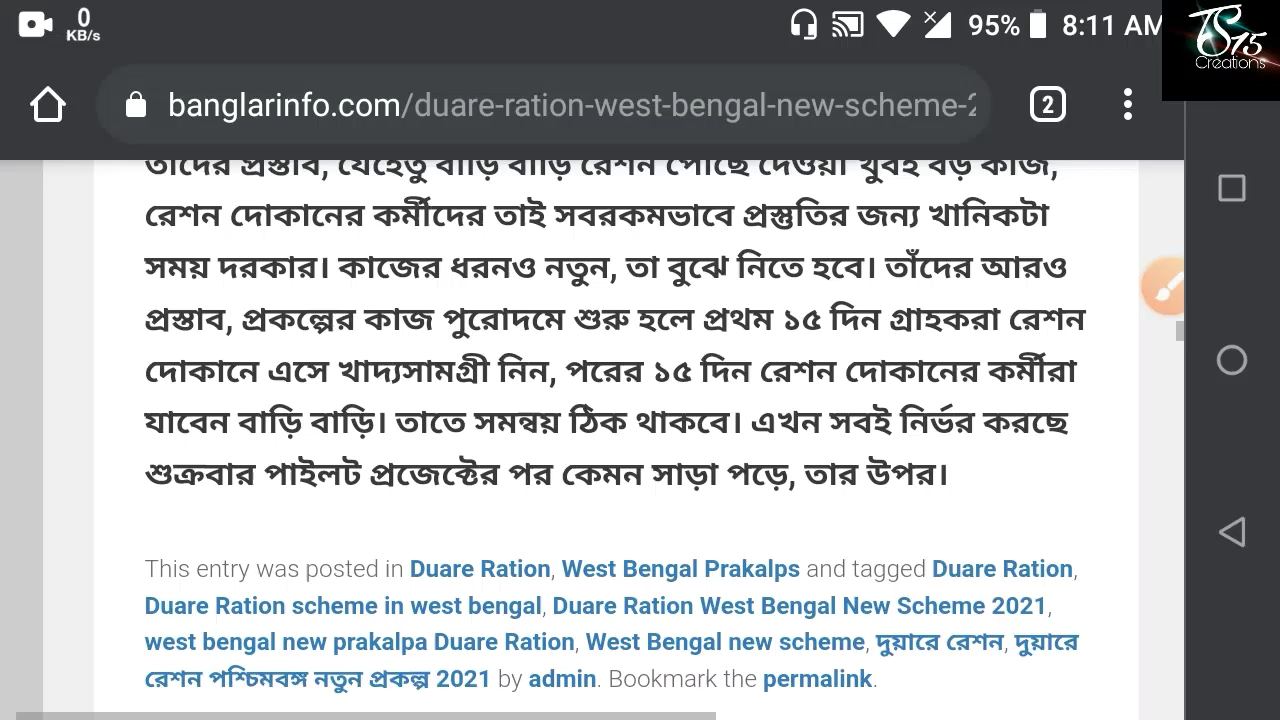 0
KB/s
95% 8:11 AM
TS15
Creations
banglarinfo.com/duare-ration-west-bengal-new-scheme-2
2
তাঁদের প্রস্তাব, যেহেতু বাড়ি বাড়ি রেশন পৌঁছে দেওয়া খুবই বড় কাজ,
রেশন দোকানের কর্মীদের তাই সবরকমভাবে প্রস্তুতির জন্য খানিকটা
সময় দরকার। কাজের ধরনও নতুন, তা বুঝে নিতে হবে। তাঁদের আরও
প্রস্তাব, প্রকল্পের কাজ পুরোদমে শুরু হলে প্রথম ১৫ দিন গ্রাহকরা রেশন
দোকানে এসে খাদ্যসামগ্রী নিন, পরের ১৫ দিন রেশন দোকানের কর্মীরা
যাবেন বাড়ি বাড়ি। তাতে সমন্বয় ঠিক থাকবে। এখন সবই নির্ভর করছে
শুক্রবার পাইলট প্রজেক্টের পর কেমন সাড়া পড়ে, তার উপর।
This entry was posted in Duare Ration, West Bengal Prakalps and tagged Duare Ration,
Duare Ration scheme in west bengal, Duare Ration West Bengal New Scheme 2021,
west bengal new prakalpa Duare Ration, West Bengal new scheme, দুয়ারে রেশন, দুয়ারে
রেশন পশ্চিমবঙ্গ নতুন প্রকল্প 2021 by admin. Bookmark the permalink.